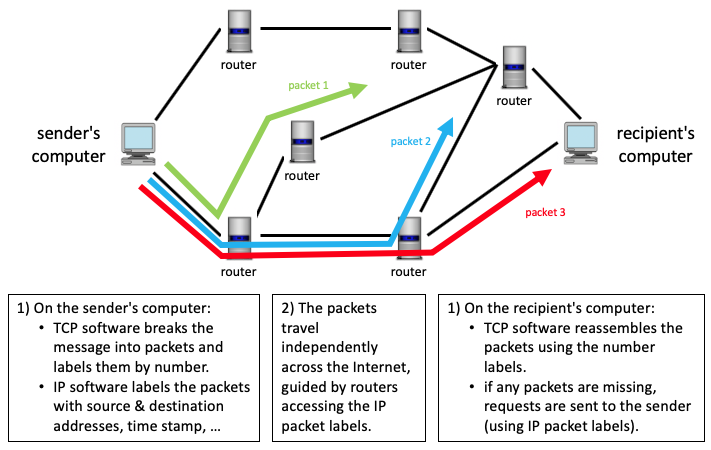 router
router
packet 1
router
sender's
computer
packet 2
recipient's
computer
router
packet 3
router
router
1) On the sender's computer:
• TCP software breaks the
message into packets and
labels them by number.
• IP software labels the packets
with source & destination
addresses, time stamp, …
2) The packets
travel
independently
across the Internet,
guided by routers
accessing the IP
packet labels.
1) On the recipient's computer:
• TCP software reassembles the
packets using the number
labels.
• if any packets are missing,
requests are sent to the sender
(using IP packet labels).